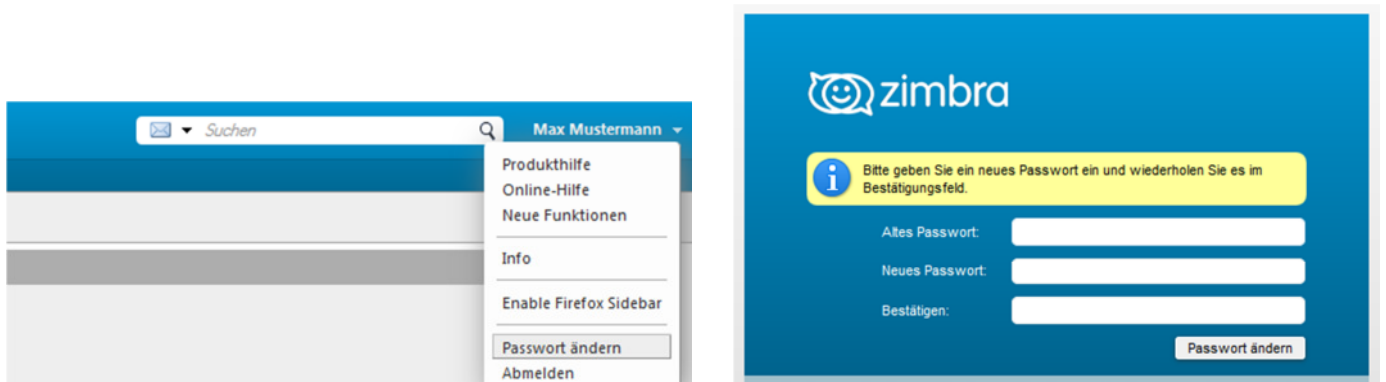 Suchen
Max Mustermann
Produkthilfe
Online-Hilfe
Neue Funktionen
Info
Enable Firefox Sidebar
Passwort ändern
Abmelden
zimbra
Bitte geben Sie ein neues Passwort ein und wiederholen Sie es im
Bestätigungsfeld.
Altes Passwort:
Neues Passwort:
Bestätigen:
Passwort ändern